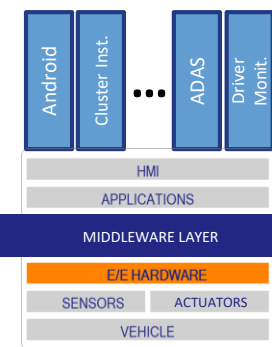 Android
Cluster Inst.
...
ADAS
Driver
Monit.
HMI
APPLICATIONS
MIDDLEWARE LAYER
E/E HARDWARE
SENSORS
ACTUATORS
VEHICLE